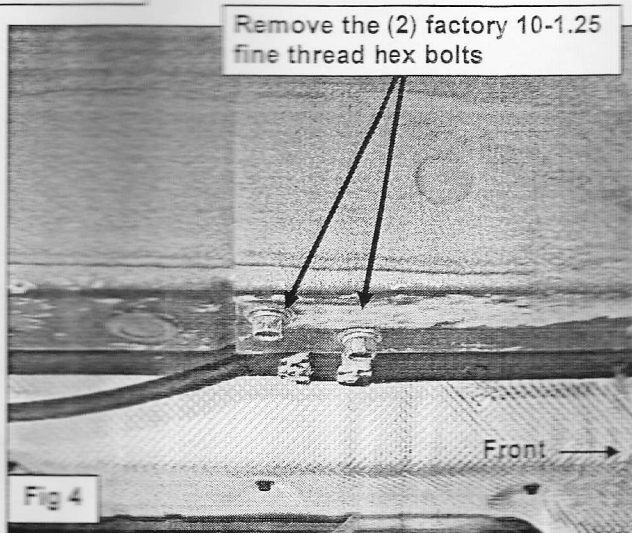 Remove the (2) factory 10-1.25
fine thread hex bolts
Front
Fig 4